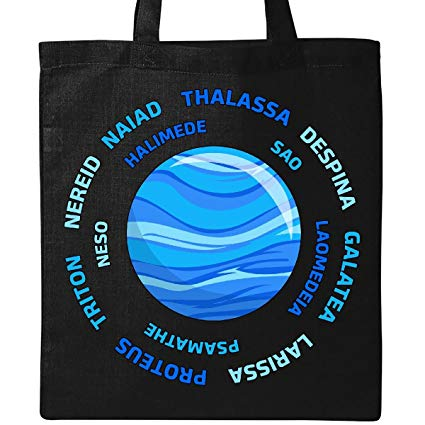 THALASSA
DESPINA
GALATEA
LARISSA
PROTEUS
TRITON
NEREID
NAIAD
HALIMEDE
SAO
LAOMEDEIA
PSAMATHE
NESO